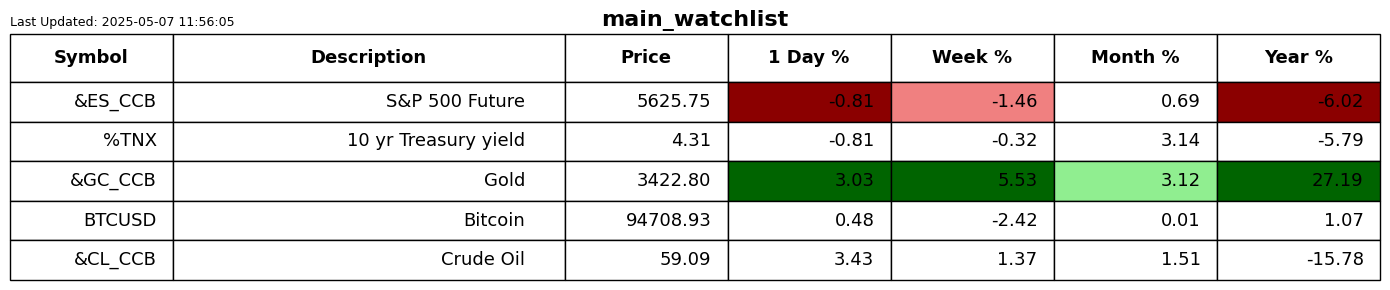 Last Updated: 2025-05-07 11:56:05
main_watchlist
Symbol Description Price 1 Day % Week % Month % Year %
&ES_CCB S&P 500 Future 5625.75 -0.81 -1.46 0.69 -6.02
%TNX 10 yr Treasury yield 4.31 -0.81 -0.32 3.14 -5.79
&GC_CCB Gold 3422.80 3.03 5.53 3.12 27.19
BTCUSD Bitcoin 94708.93 0.48 -2.42 0.01 1.07
&CL_CCB Crude Oil 59.09 3.43 1.37 1.51 -15.78